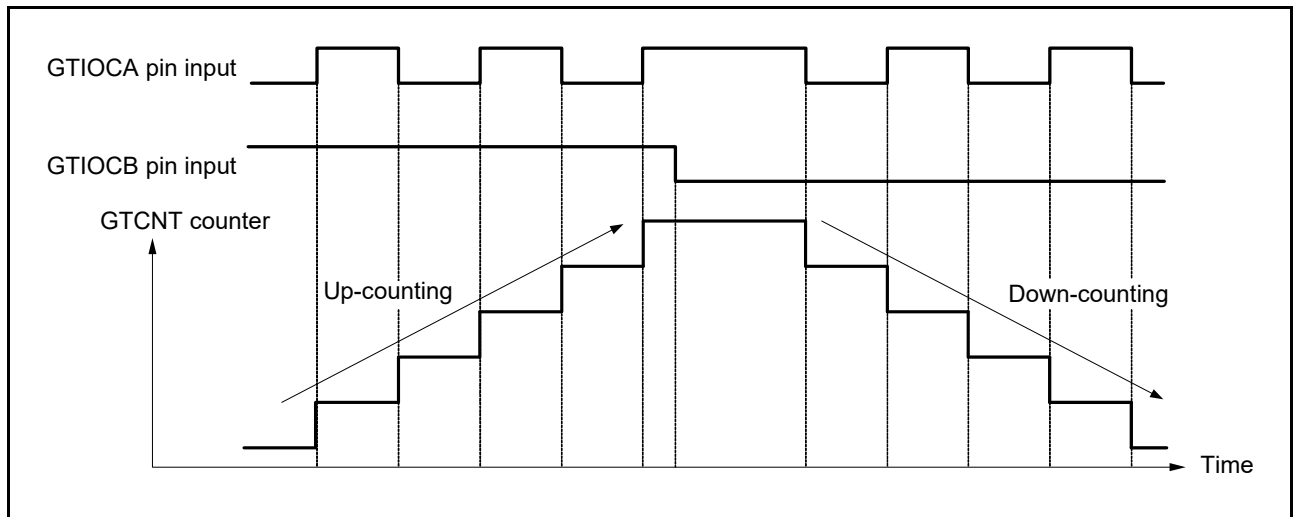 GTIOCA pin input
GTIOCB pin input
GTCNT counter
Up-counting
Down-counting
Time